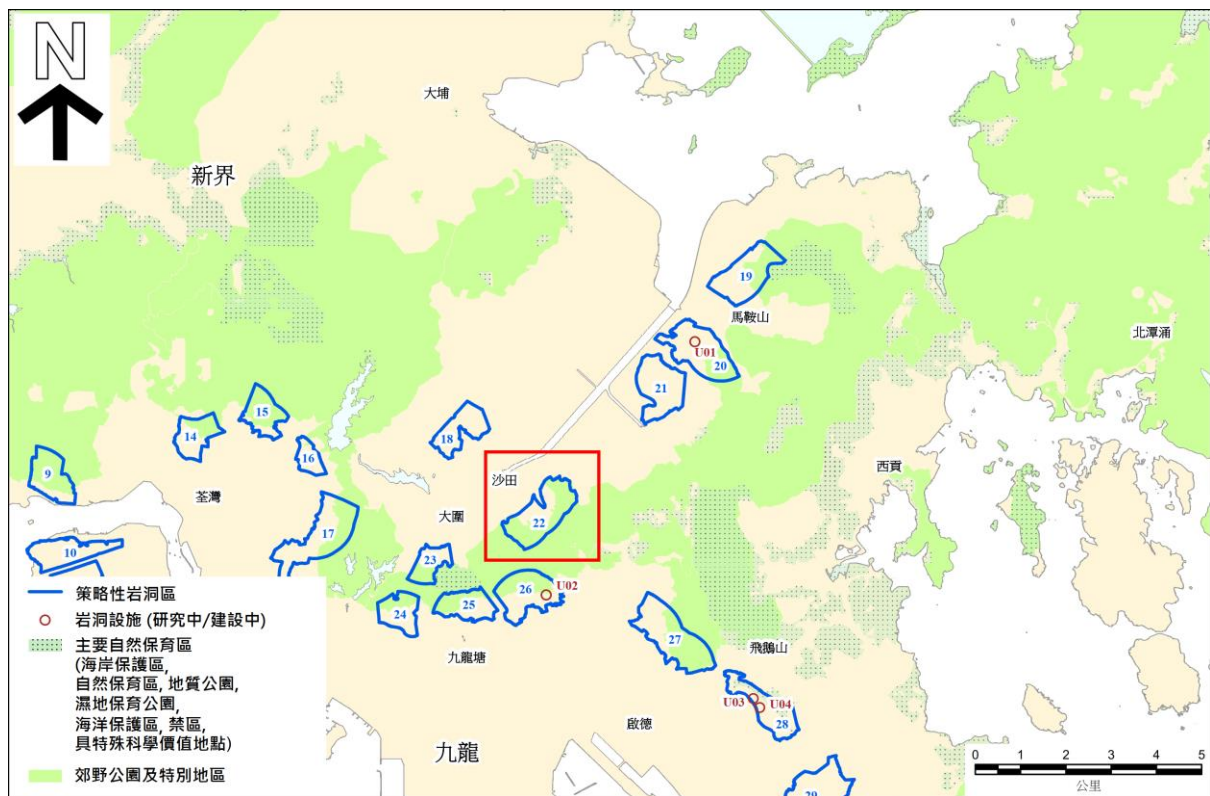 N
大埔
新界
19
馬鞍山
北潭涌
U01
20
21
15
14
18
16
9
西貢
沙田
荃灣
大圍
22
17
10
23
26
U02
策略性岩洞區
24
25
岩洞設施 (研究中/建設中)
27
主要自然保育區
飛鵝山
九龍塘
(海岸保護區,
自然保育區, 地質公園,
濕地保育公園,
U03
U04
海洋保護區, 禁區,
28
啟德
具特殊科學價值地點)
九龍
郊野公園及特別地區
0
1
2
3
4
5
公里
29